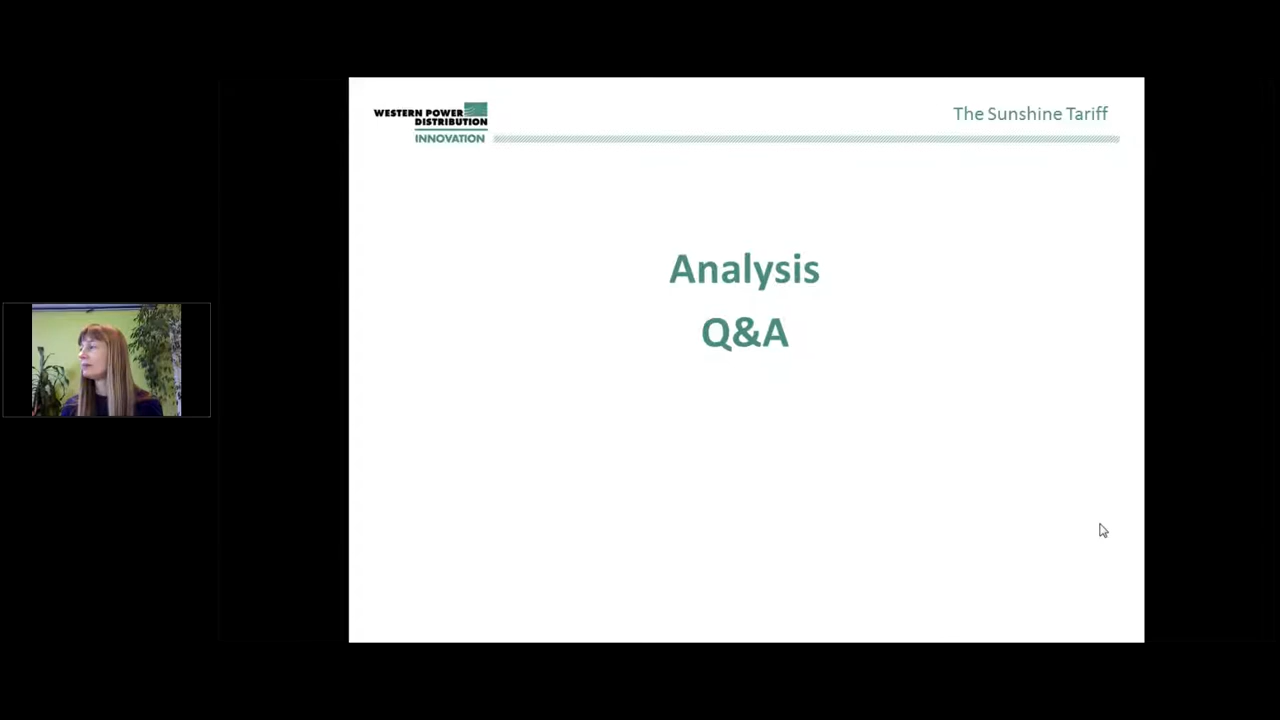 WESTERN POWER
DISTRIBUTION
INNOVATION
The Sunshine Tariff
Analysis
Q&A